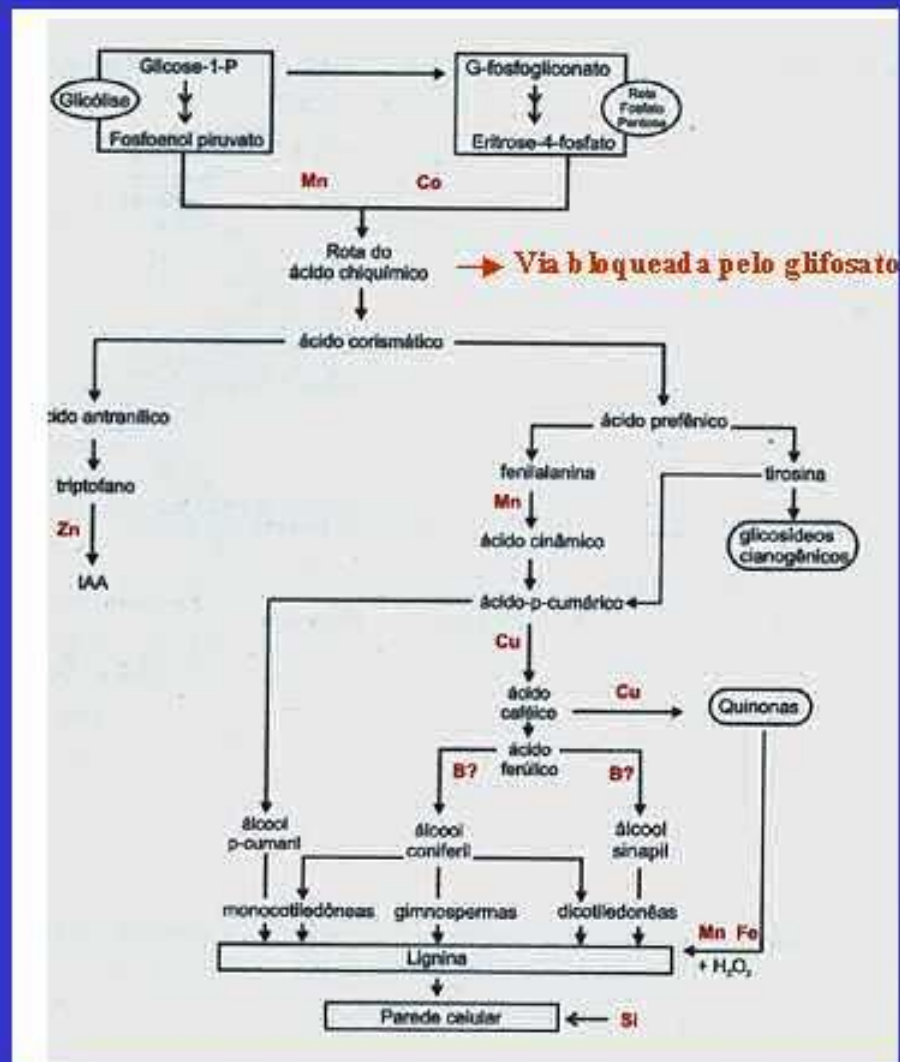 Glicose-1-P
Glicólise
Fosfoenol piruvato
G-fosfogliconato
Rota
Fosfato
Pentose
Eritrose-4-fosfato
Mn
Co
Rota do
ácido chiquímico
Via bloqueada pelo glifosato
ácido corismático
cido antranílico
ácido prefênico
triptofano
fenilalanina
tirosina
Zn
Mn
IAA
ácido cinâmico
glicosídeos
cianogênicos
ácido-p-cumárico
Cu
ácido
caféico
Cu
Quinonas
ácido
ferúlico
B?
B?
álcool
p-cumaril
álcool
coniferil
álcool
sinapil
monocotiledôneas
gimnospermas
dicotiledonêas
Mn Fe
+ H₂O₂
Lignina
Parede celular
Si